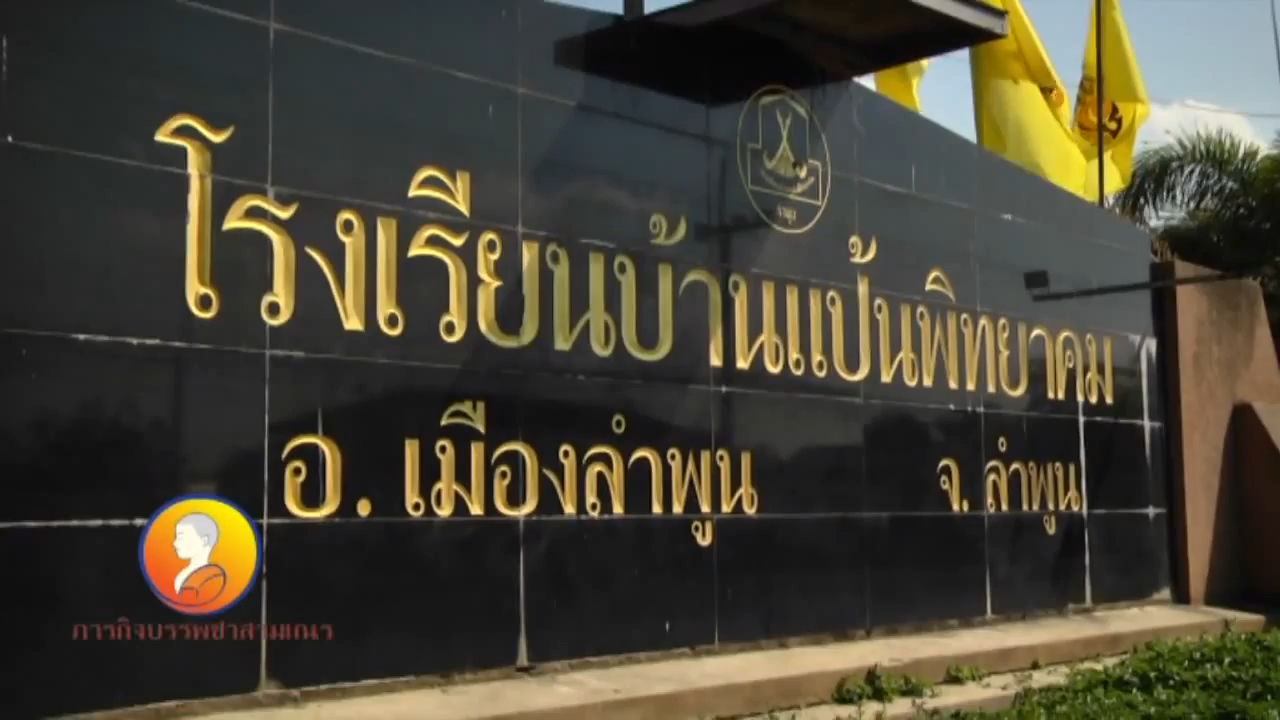 โรงเรียนบ้านแป้นพิทยาคม
อ. เมืองลำพูน จ. ลำพูน
ภารกิจบรรพชาสามเณร